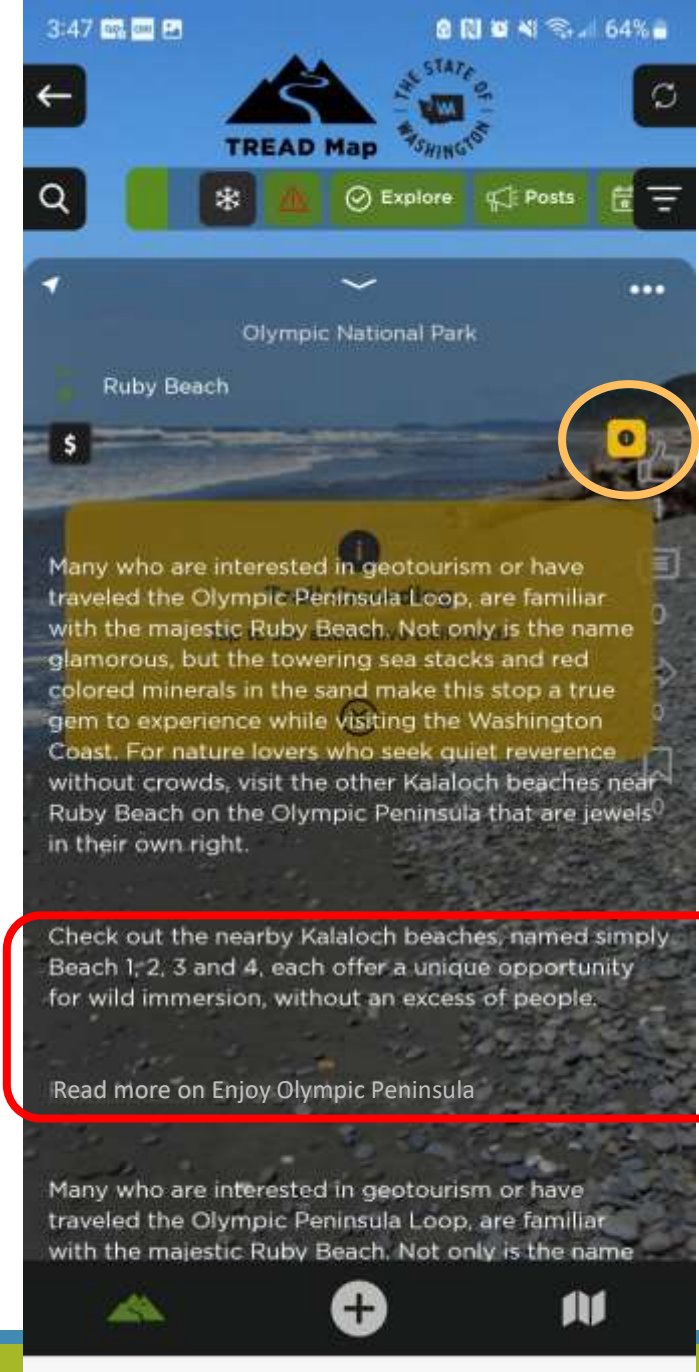 3:47
64%
TREAD Map
THE STATE OF
WA
WASHINGTON
Explore
Posts
Olympic National Park
Ruby Beach
$
Many who are interested in geotourism or have
traveled the Olympic Peninsula Loop, are familiar
with the majestic Ruby Beach. Not only is the name
glamorous, but the towering sea stacks and red
colored minerals in the sand make this stop a true
gem to experience while visiting the Washington
Coast. For nature lovers who seek quiet reverence
without crowds, visit the other Kalaloch beaches near
Ruby Beach on the Olympic Peninsula that are jewels
in their own right.
1
0
0
0
Check out the nearby Kalaloch beaches, named simply
Beach 1, 2, 3 and 4, each offer a unique opportunity
for wild immersion, without an excess of people.
Read more on Enjoy Olympic Peninsula
Many who are interested in geotourism or have
traveled the Olympic Peninsula Loop, are familiar
with the majestic Ruby Beach. Not only is the name